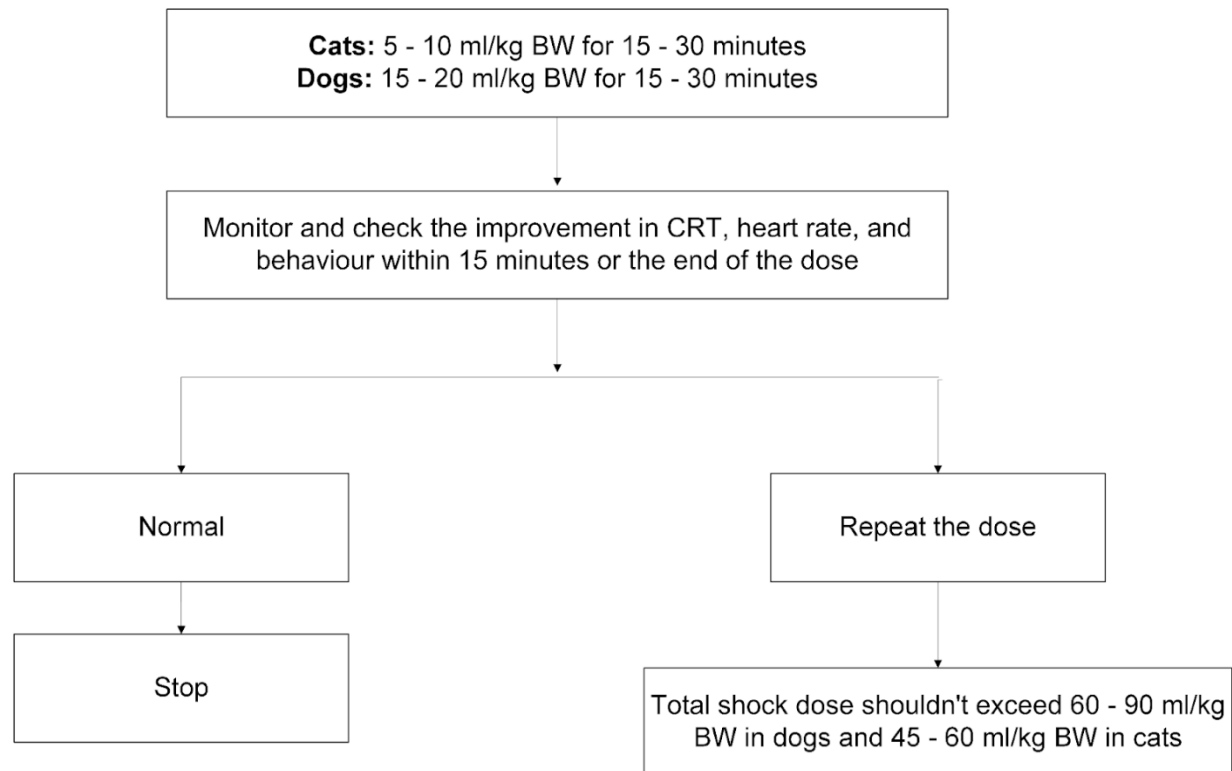 Cats: 5 - 10 ml/kg BW for 15 - 30 minutes
Dogs: 15 - 20 ml/kg BW for 15 - 30 minutes
Monitor and check the improvement in CRT, heart rate, and
behaviour within 15 minutes or the end of the dose
Normal
Repeat the dose
Stop
Total shock dose shouldn't exceed 60 - 90 ml/kg
BW in dogs and 45 - 60 ml/kg BW in cats